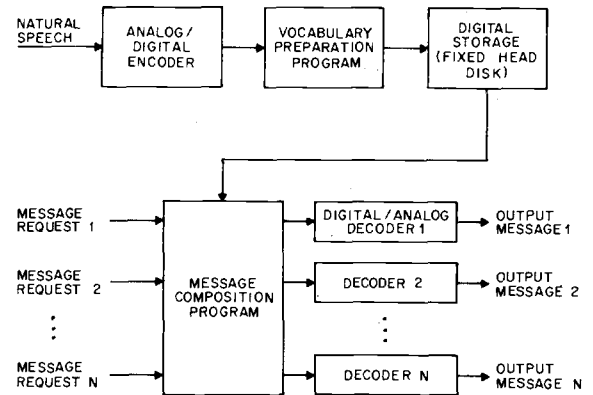 NATURAL
SPEECH
ANALOG/
DIGITAL
ENCODER
VOCABULARY
PREPARATION
PROGRAM
DIGITAL
STORAGE
(FIXED HEAD
DISK)
MESSAGE
REQUEST 1
MESSAGE
REQUEST 2
MESSAGE
REQUEST N
MESSAGE
COMPOSITION
PROGRAM
DIGITAL/ANALOG
DECODER 1
DECODER 2
DECODER N
OUTPUT
MESSAGE 1
OUTPUT
MESSAGE 2
OUTPUT
MESSAGE N